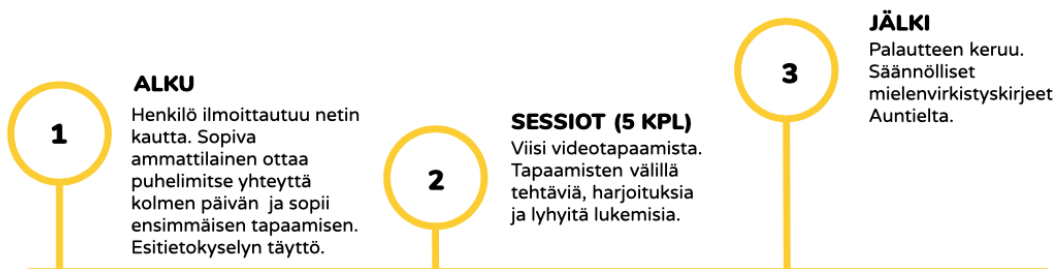 1
ALKU
Henkilö ilmoittautuu netin
kautta. Sopiva
ammattilainen ottaa
puhelimitse yhteyttä
kolmen päivän  ja sopii
ensimmäisen tapaamisen.
Esitietokyselyn täyttö.
2
SESSIOT (5 KPL)
Viisi videotapaamista.
Tapaamisten välillä
tehtäviä, harjoituksia
ja lyhyitä lukemisia.
3
JÄLKI
Palautteen keruu.
Säännölliset
mielenvirkistyskirjeet
Auntielta.